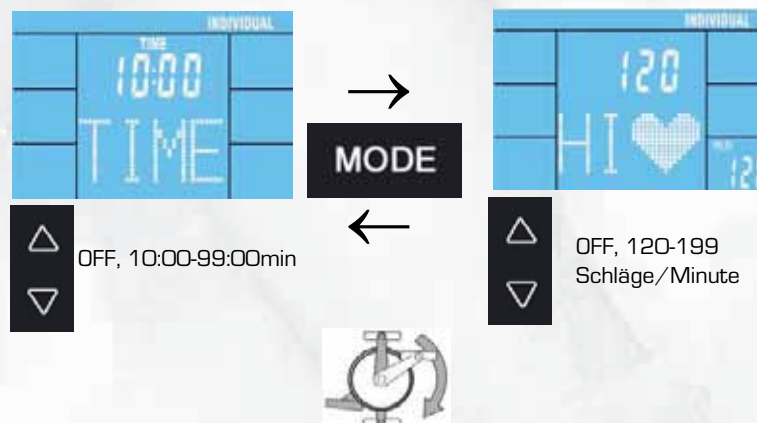 INDIVIDUAL
TIME
10:00
TIME
→
MODE
←
OFF, 10:00-99:00min
INDIVIDUAL
120
HI♥
OFF, 120-199
Schläge/Minute